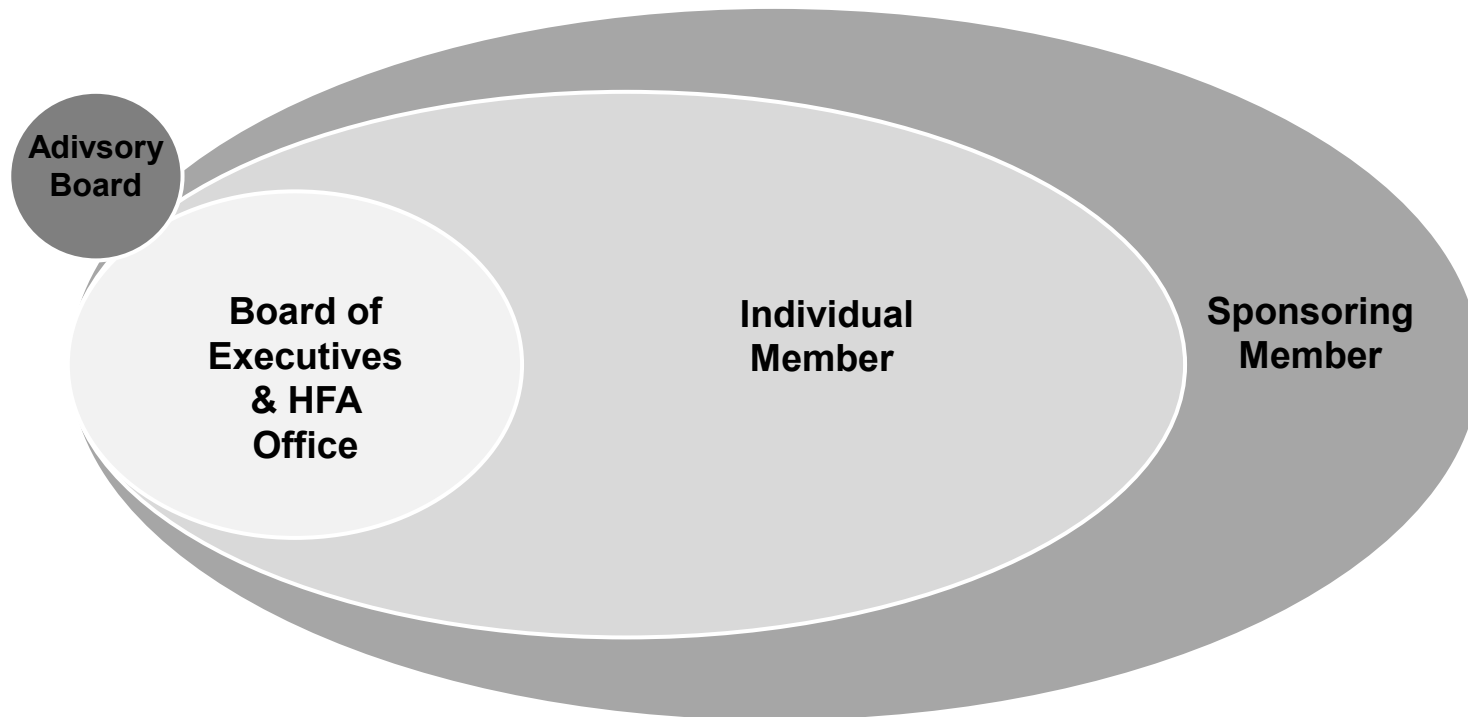 Adivsory
Board
Board of
Executives
& HFA
Office
Individual
Member
Sponsoring
Member